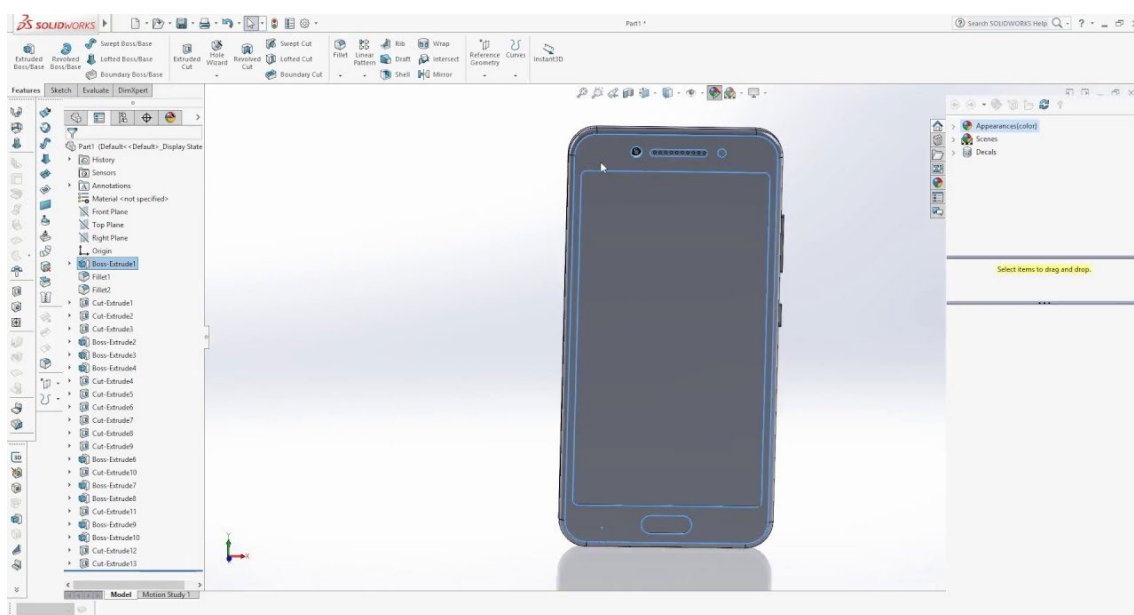 SOLIDWORKS
Part1 *
Search SOLIDWORKS Help
Extruded Boss/Base
Revolved Boss/Base
Swept Boss/Base
Lofted Boss/Base
Boundary Boss/Base
Extruded Cut
Hole Wizard
Revolved Cut
Swept Cut
Lofted Cut
Boundary Cut
Fillet
Linear Pattern
Rib
Draft
Shell
Wrap
Intersect
Mirror
Reference Geometry
Curves
Instant3D
Features Sketch Evaluate DimXpert
Part1 (Default<<Default>_Display State
History
Sensors
Annotations
Material <not specified>
Front Plane
Top Plane
Right Plane
Origin
Boss-Extrude1
Fillet1
Fillet2
Cut-Extrude1
Cut-Extrude2
Cut-Extrude3
Boss-Extrude2
Boss-Extrude3
Boss-Extrude4
Cut-Extrude4
Cut-Extrude5
Cut-Extrude6
Cut-Extrude7
Cut-Extrude8
Cut-Extrude9
Boss-Extrude6
Cut-Extrude10
Boss-Extrude7
Boss-Extrude8
Cut-Extrude11
Boss-Extrude9
Boss-Extrude10
Cut-Extrude12
Cut-Extrude13
Model Motion Study 1
Appearances(color)
Scenes
Decals
Select items to drag and drop.
Y
X